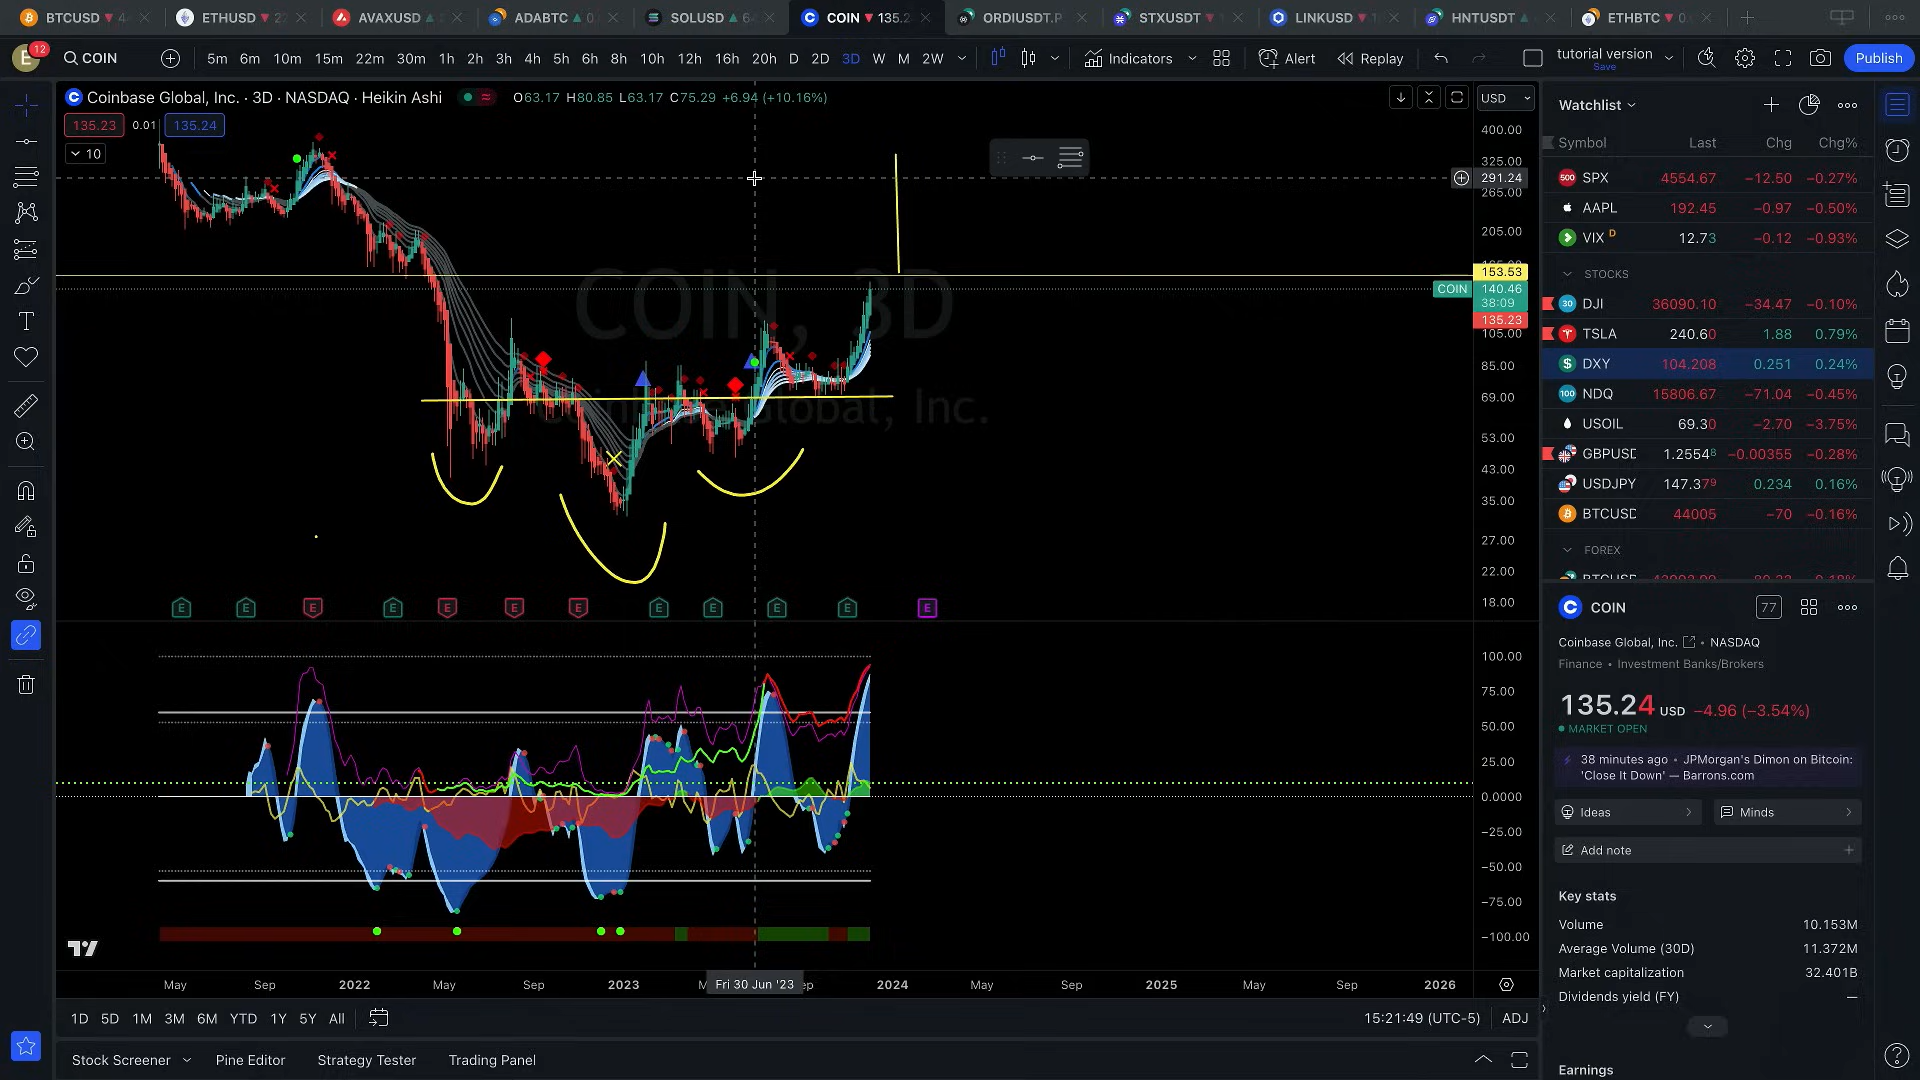 BTCUSD ETHUSD AVAXUSD ADABTC SOLUSD COIN 135.2 ORDIUSDT.P STXUSDT LINKUSD HNTUSDT ETHBTC
E 12 COIN 5m 6m 10m 15m 22m 30m 1h 2h 3h 4h 5h 6h 8h 10h 12h 16h 20h D 2D 3D W M 2W Indicators Alert Replay tutorial version Publish
Save
Coinbase Global, Inc. · 3D · NASDAQ · Heikin Ashi O63.17 H80.85 L63.17 C75.29 +6.94 (+10.16%) USD
135.23 0.01 135.24
10
400.00
325.00
291.24
265.00
205.00
153.53
COIN 140.46
38:09
135.23
105.00
85.00
69.00
53.00
43.00
35.00
27.00
22.00
18.00
COIN, 3D
Coinbase Global, Inc.
E E E E E E E E E E E E
100.00
75.00
50.00
25.00
0.0000
−25.00
−50.00
−75.00
−100.00
May Sep 2022 May Sep 2023 Fri 30 Jun '23 2024 May Sep 2025 May Sep 2026
1D 5D 1M 3M 6M YTD 1Y 5Y All 15:21:49 (UTC-5) ADJ
Stock Screener Pine Editor Strategy Tester Trading Panel
Watchlist
Symbol Last Chg Chg%
500 SPX 4554.67 −12.50 −0.27%
AAPL 192.45 −0.97 −0.50%
VIX D 12.73 −0.12 −0.93%
STOCKS
30 DJI 36090.10 −34.47 −0.10%
TSLA 240.60 1.88 0.79%
DXY 104.208 0.251 0.24%
100 NDQ 15806.67 −71.04 −0.45%
USOIL 69.30 −2.70 −3.75%
GBPUSD 1.25548 −0.00355 −0.28%
USDJPY 147.379 0.234 0.16%
BTCUSD 44005 −70 −0.16%
FOREX
COIN 77
Coinbase Global, Inc. • NASDAQ
Finance • Investment Banks/Brokers
135.24 USD −4.96 (−3.54%)
MARKET OPEN
38 minutes ago • JPMorgan's Dimon on Bitcoin:
'Close It Down' — Barrons.com
Ideas Minds
Add note
Key stats
Volume 10.153M
Average Volume (30D) 11.372M
Market capitalization 32.401B
Dividends yield (FY) —
Earnings